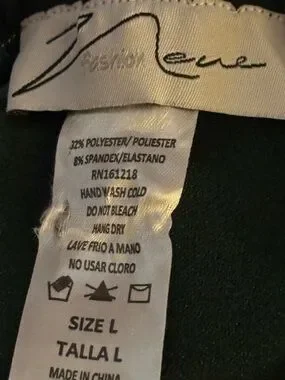 Fashion
Neue
92% POLYESTER/ POLIESTER
8% SPANDEX/ELASTANO
RN161218
HAND WASH COLD
DO NOT BLEACH
HANG DRY
LAVE FRIO A MANO
NO USAR CLORO
SIZE L
TALLA L
MADE IN CHINA